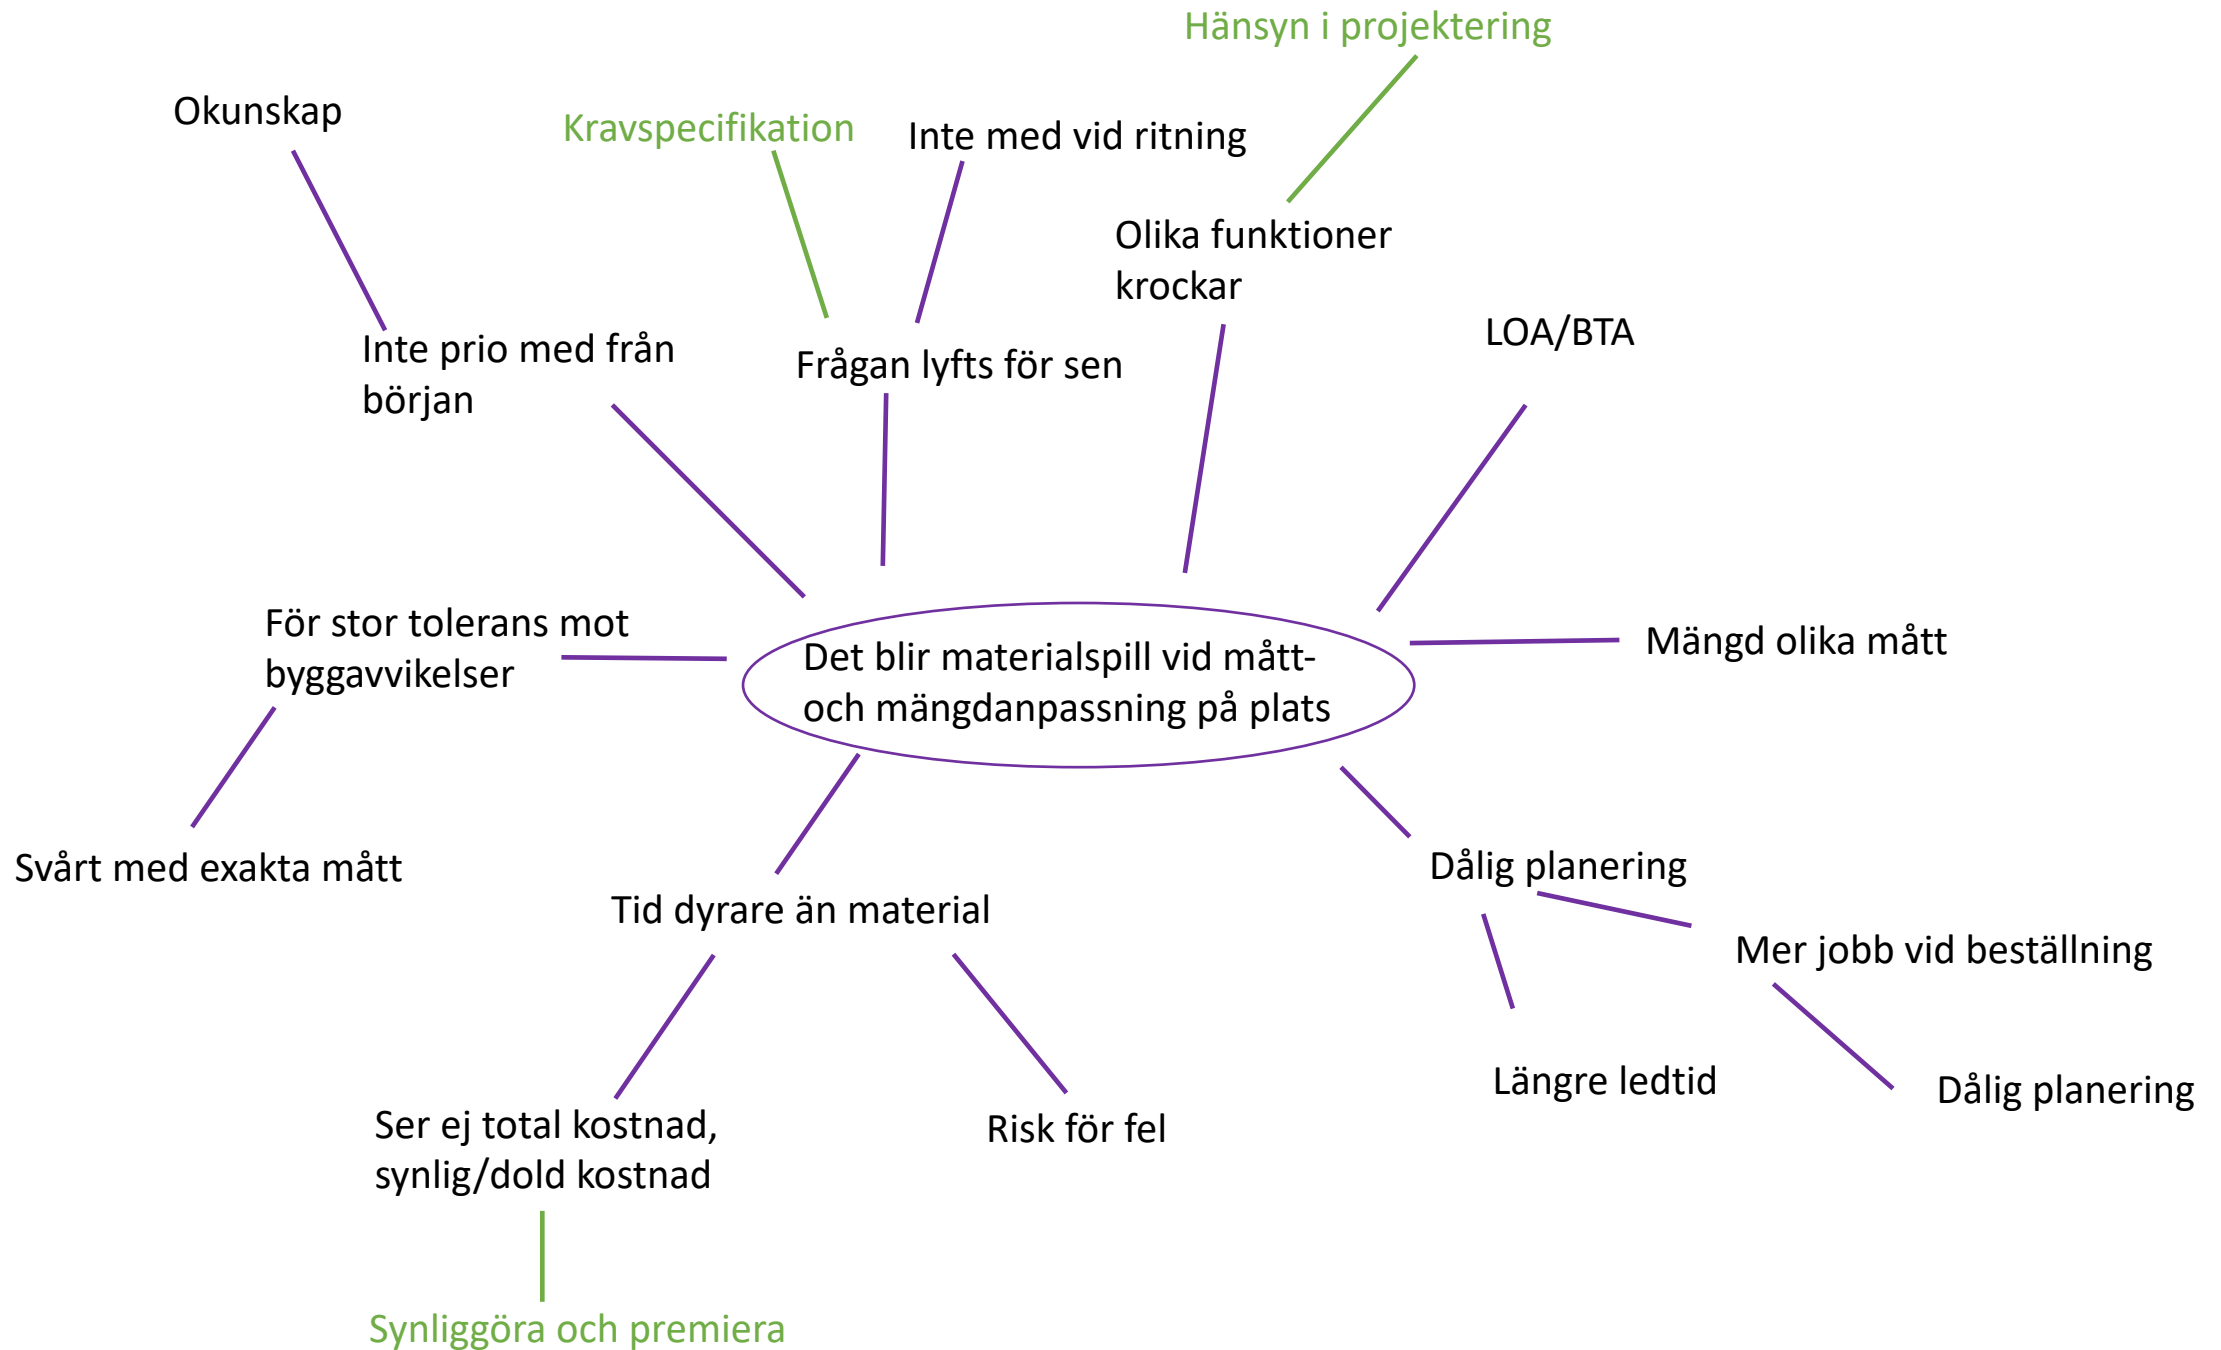 Hänsyn i projektering
Okunskap
Kravspecifikation
Inte med vid ritning
Olika funktioner
krockar
LOA/BTA
Inte prio med från
början
Frågan lyfts för sen
För stor tolerans mot
byggavvikelser
Det blir materialspill vid mått-
och mängdanpassning på plats
Mängd olika mått
Svårt med exakta mått
Tid dyrare än material
Dålig planering
Mer jobb vid beställning
Längre ledtid
Dålig planering
Ser ej total kostnad,
synlig/dold kostnad
Risk för fel
Synliggöra och premiera